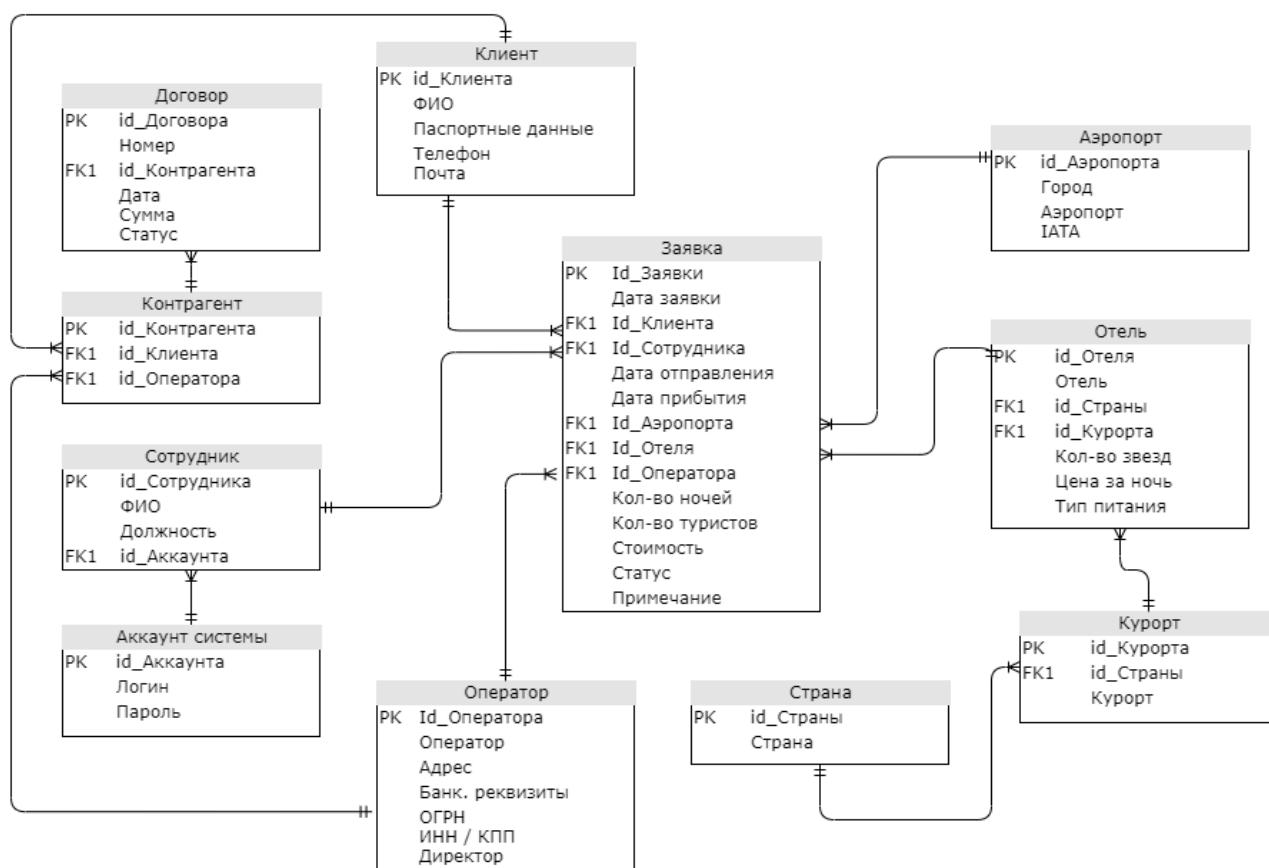 Клиент
PK id_Клиента
ФИО
Паспортные данные
Телефон
Почта
Договор
PK id_Договора
Номер
FK1 id_Контрагента
Дата
Сумма
Статус
Контрагент
PK id_Контрагента
FK1 id_Клиента
FK1 id_Оператора
Сотрудник
PK id_Сотрудника
ФИО
Должность
FK1 id_Аккаунта
Аккаунт системы
PK id_Аккаунта
Логин
Пароль
Заявка
PK Id_Заявки
Дата заявки
FK1 Id_Клиента
FK1 Id_Сотрудника
Дата отправления
Дата прибытия
FK1 Id_Аэропорта
FK1 Id_Отеля
FK1 Id_Оператора
Кол-во ночей
Кол-во туристов
Стоимость
Статус
Примечание
Оператор
PK Id_Оператора
Оператор
Адрес
Банк. реквизиты
ОГРН
ИНН / КПП
Директор
Аэропорт
PK id_Аэропорта
Город
Аэропорт
IATA
Отель
PK id_Отеля
Отель
FK1 id_Страны
FK1 id_Курорта
Кол-во звезд
Цена за ночь
Тип питания
Курорт
PK id_Курорта
FK1 id_Страны
Курорт
Страна
PK id_Страны
Страна